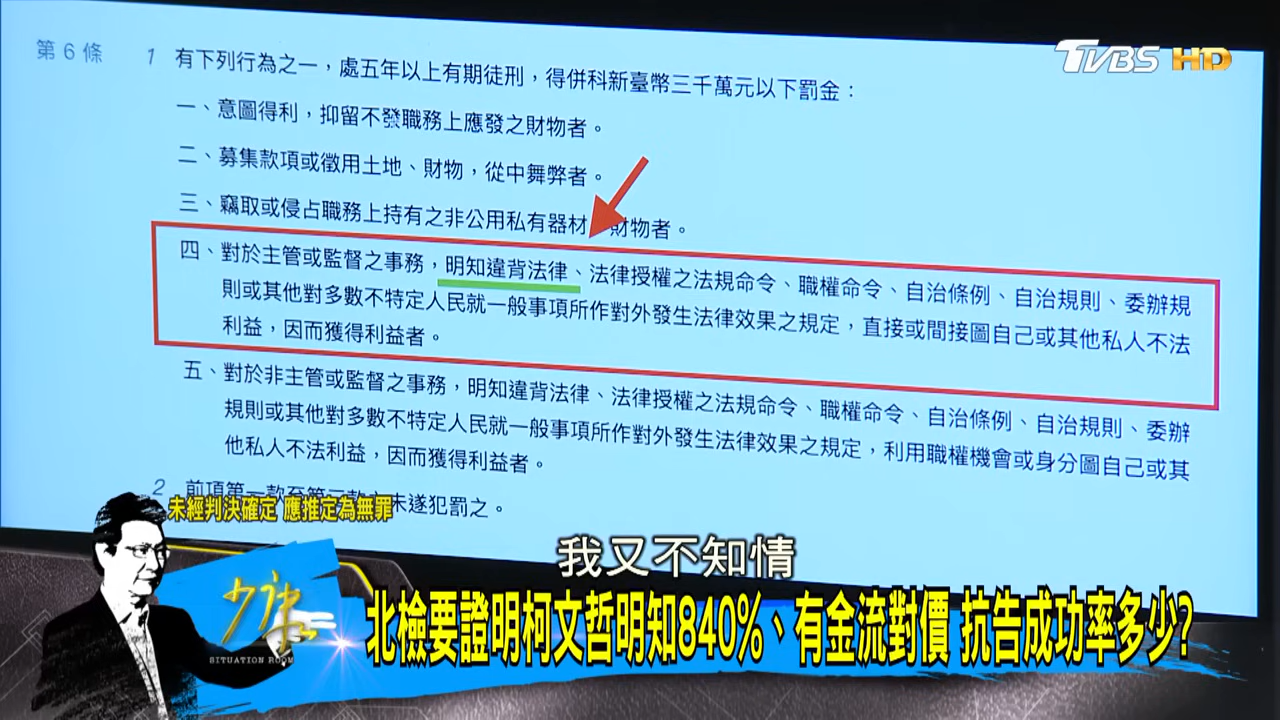 TVBS HD
第 6 條
1 有下列行為之一，處五年以上有期徒刑，得併科新臺幣三千萬元以下罰金：
一、意圖得利，抑留不發職務上應發之財物者。
二、募集款項或徵用土地、財物，從中舞弊者。
三、竊取或侵占職務上持有之非公用私有器材 財物者。
四、對於主管或監督之事務，明知違背法律、法律授權之法規命令、職權命令、自治條例、自治規則、委辦規
則或其他對多數不特定人民就一般事項所作對外發生法律效果之規定，直接或間接圖自己或其他私人不法
利益，因而獲得利益者。
五、對於非主管或監督之事務，明知違背法律、法律授權之法規命令、職權命令、自治條例、自治規則、委辦
規則或其他對多數不特定人民就一般事項所作對外發生法律效果之規定，利用職權機會或身分圖自己或其
他私人不法利益，因而獲得利益者。
2 前項第一款至第三款之未遂犯罰之。
未經判決確定 應推定為無罪
我又不知情
少康
SITUATION ROOM
北檢要證明柯文哲明知840%、有金流對價 抗告成功率多少?